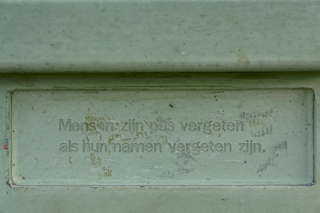 Mensen zijn pas vergeten
als hun namen vergeten zijn.